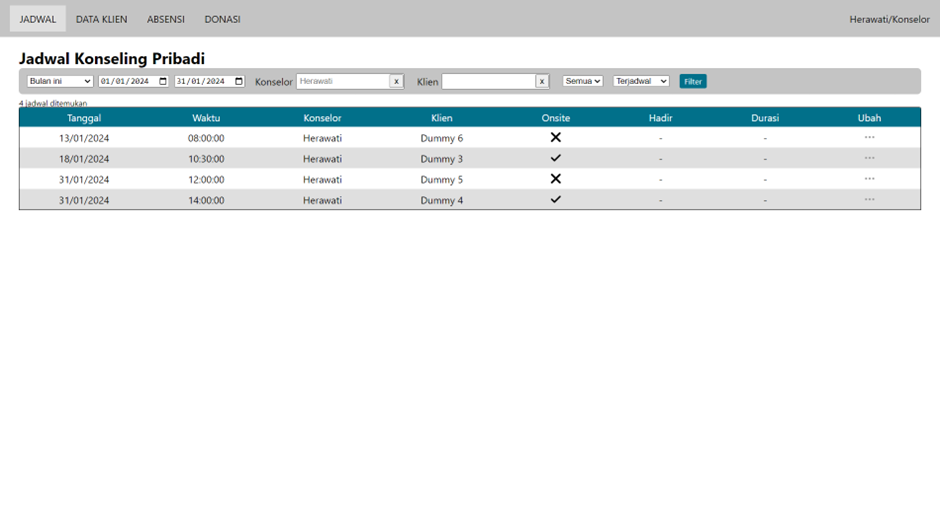 JADWAL DATA KLIEN ABSENSI DONASI Herawati/Konselor
Jadwal Konseling Pribadi
Bulan ini 01/01/2024 31/01/2024 Konselor Herawati x Klien x Semua Terjadwal Filter
4 jadwal ditemukan
Tanggal Waktu Konselor Klien Onsite Hadir Durasi Ubah
13/01/2024 08:00:00 Herawati Dummy 6 ✕ - - ···
18/01/2024 10:30:00 Herawati Dummy 3 ✓ - - ···
31/01/2024 12:00:00 Herawati Dummy 5 ✕ - - ···
31/01/2024 14:00:00 Herawati Dummy 4 ✓ - - ···